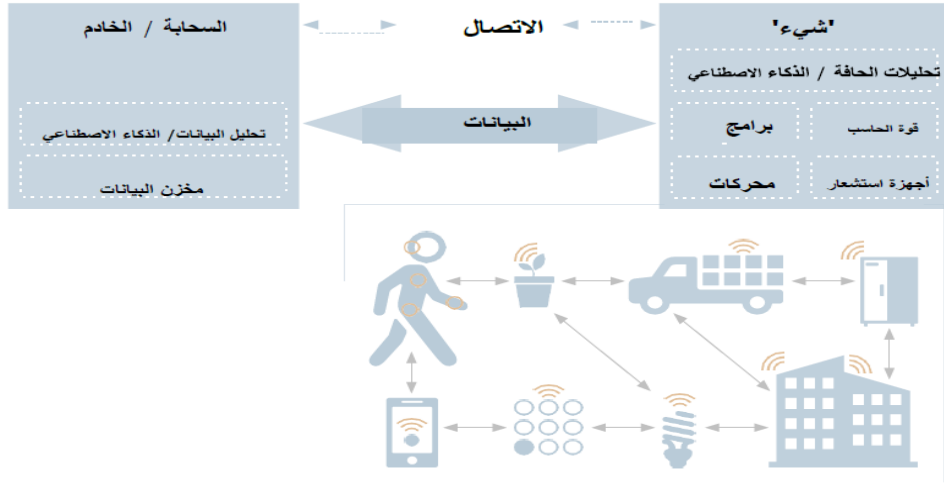 'شيء'
الاتصال
السحابة / الخادم
تحليلات الحافة / الذكاء الاصطناعي
البيانات
قوة الحاسب
برامج
تحليل البيانات/ الذكاء الاصطناعي
أجهزة استشعار
محركات
مخزن البيانات